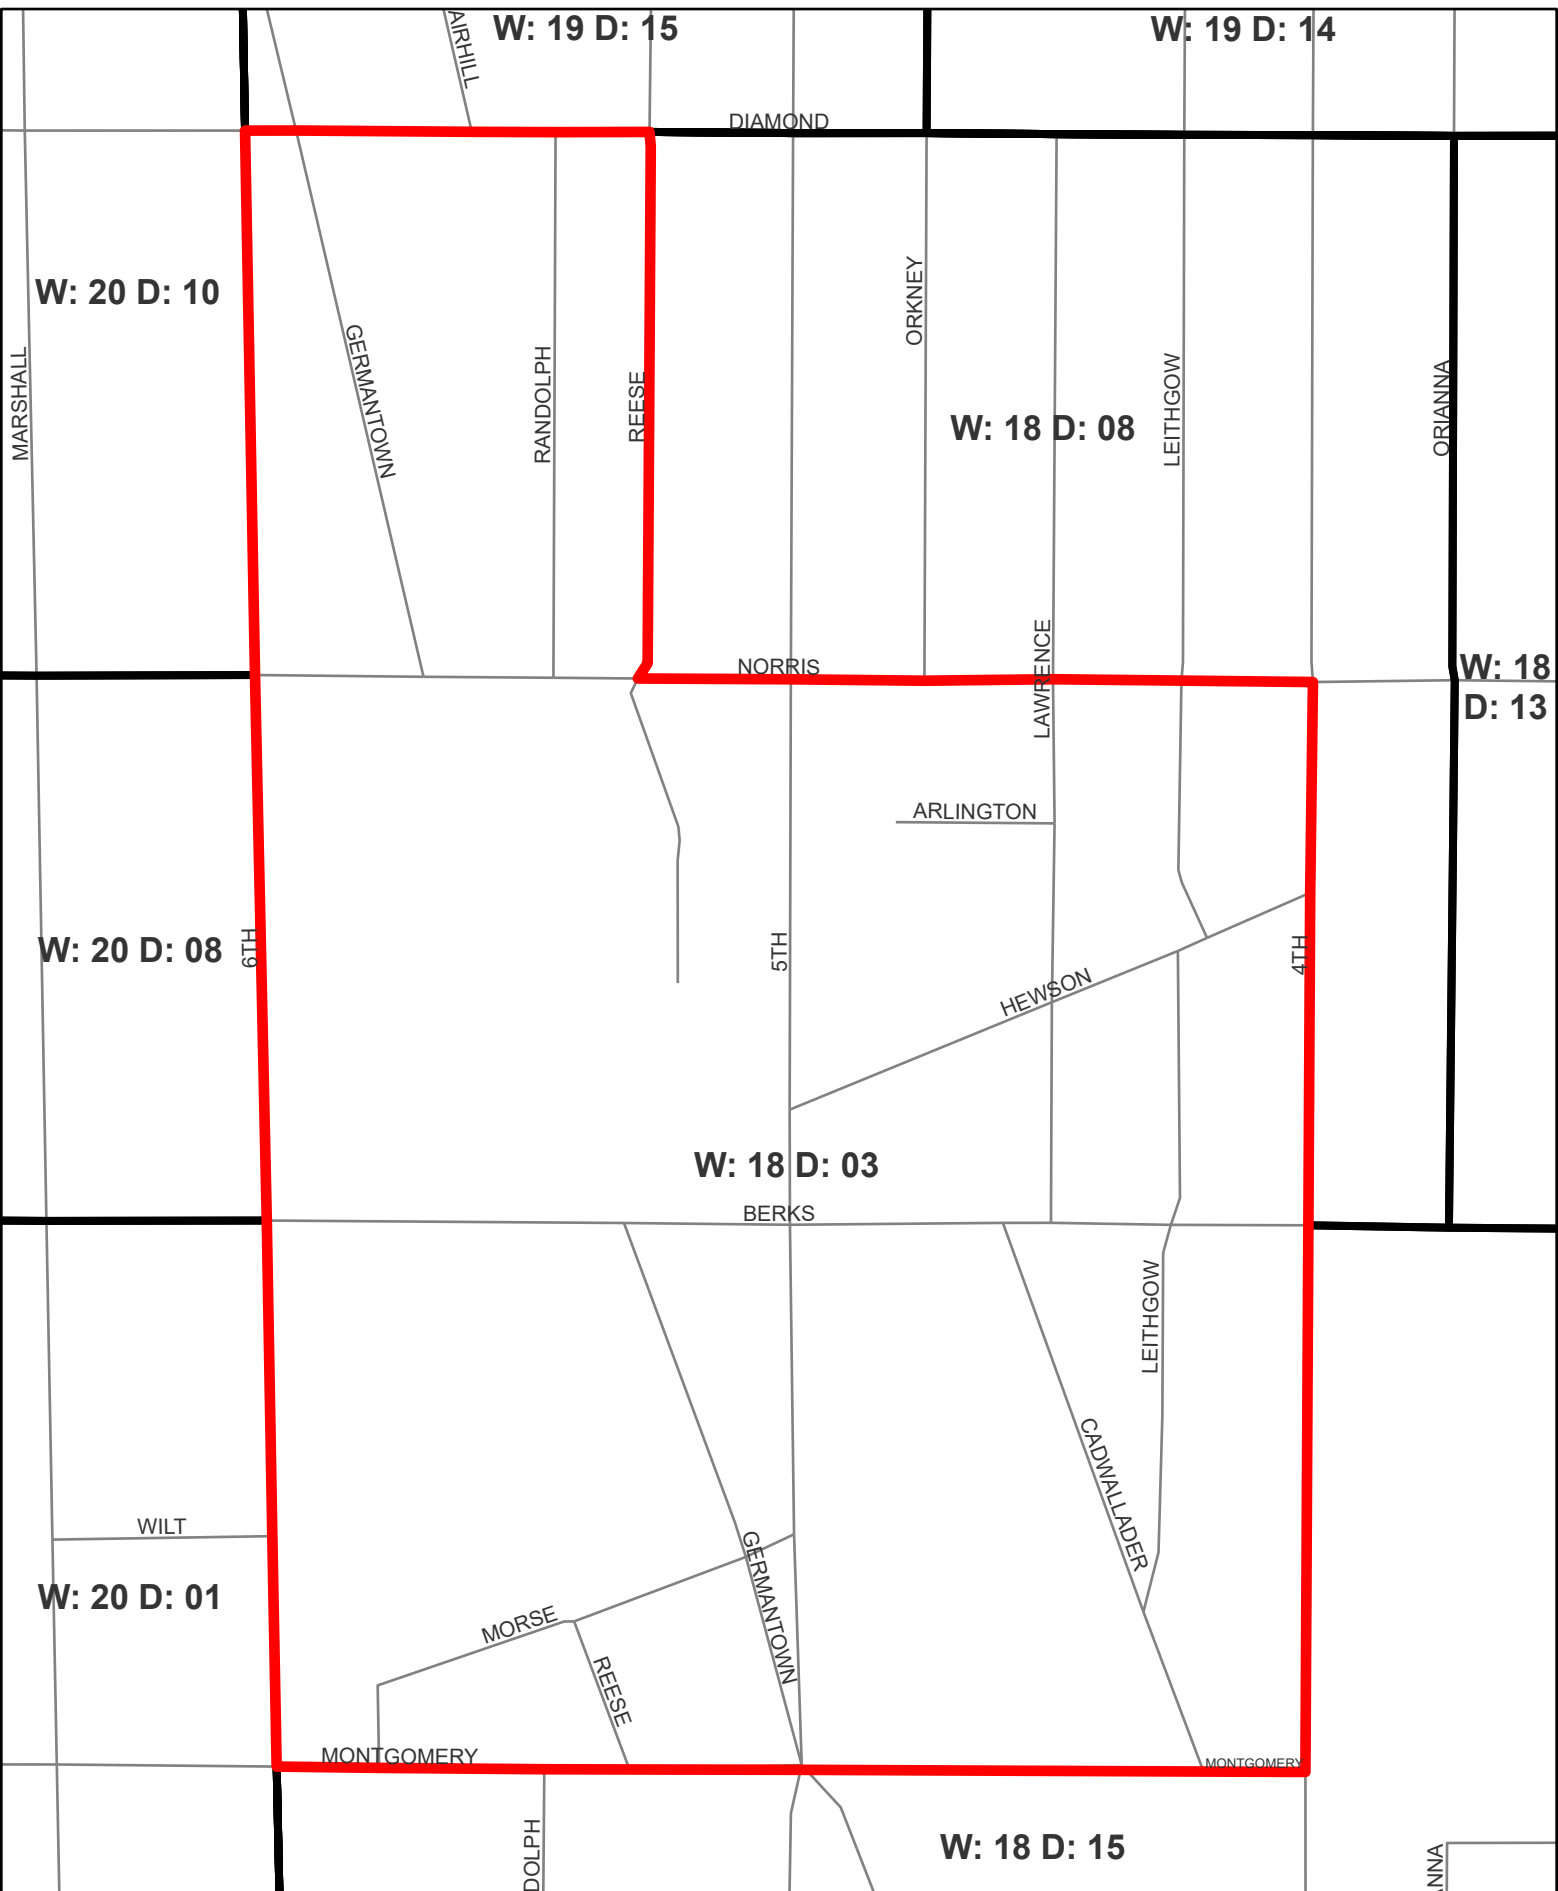 W: 19 D: 15
W: 19 D: 14
AIRHILL
DIAMOND
W: 20 D: 10
ORKNEY
GERMANTOWN
MARSHALL
RANDOLPH
REESE
LEITHGOW
ORIANNA
W: 18 D: 08
LAWRENCE
NORRIS
W: 18
D: 13
ARLINGTON
W: 20 D: 08
6TH
5TH
4TH
HEWSON
W: 18 D: 03
BERKS
LEITHGOW
CADWALLADER
WILT
GERMANTOWN
W: 20 D: 01
MORSE
REESE
MONTGOMERY
MONTGOMERY
DOLPH
W: 18 D: 15
NNA